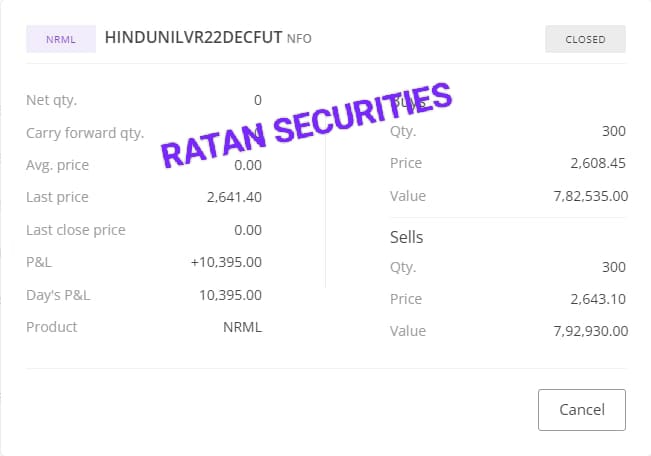 NRML HINDUNILVR22DECFUT NFO CLOSED
Net qty. 0
Carry forward qty.
Avg. price 0.00
Last price 2,641.40
Last close price 0.00
P&L +10,395.00
Day's P&L 10,395.00
Product NRML
RATAN SECURITIES
Buys
Qty. 300
Price 2,608.45
Value 7,82,535.00
Sells
Qty. 300
Price 2,643.10
Value 7,92,930.00
Cancel